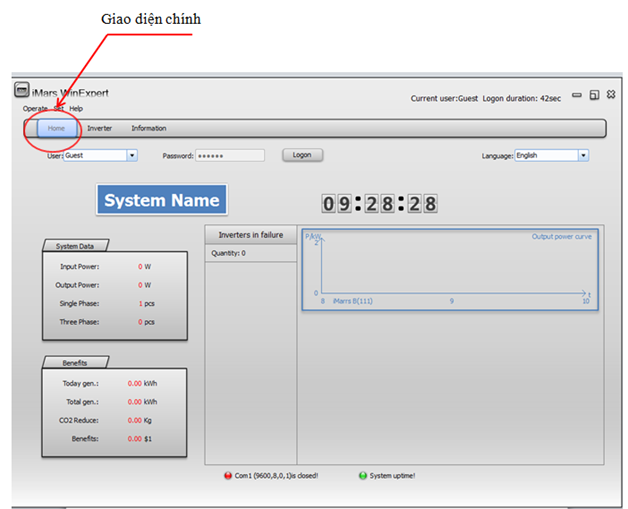 Giao diện chính
iMars WinExpert
Current user:Guest Logon duration: 42sec
Operate Set Help
Home Inverter Information
User: Guest Password: ●●●●●● Logon Language: English
System Name
09:28:28
Inverters in failure
Quantity: 0
P/kW
Output power curve
2
0
8 iMarrs B(111) 9 10
t
System Data
Input Power: 0 W
Output Power: 0 W
Single Phase: 1 pcs
Three Phase: 0 pcs
Benefits
Today gen.: 0.00 kWh
Total gen.: 0.00 kWh
CO2 Reduce: 0.00 Kg
Benefits: 0.00 $1
Com1 (9600,8,0,1)is closed! System uptime!